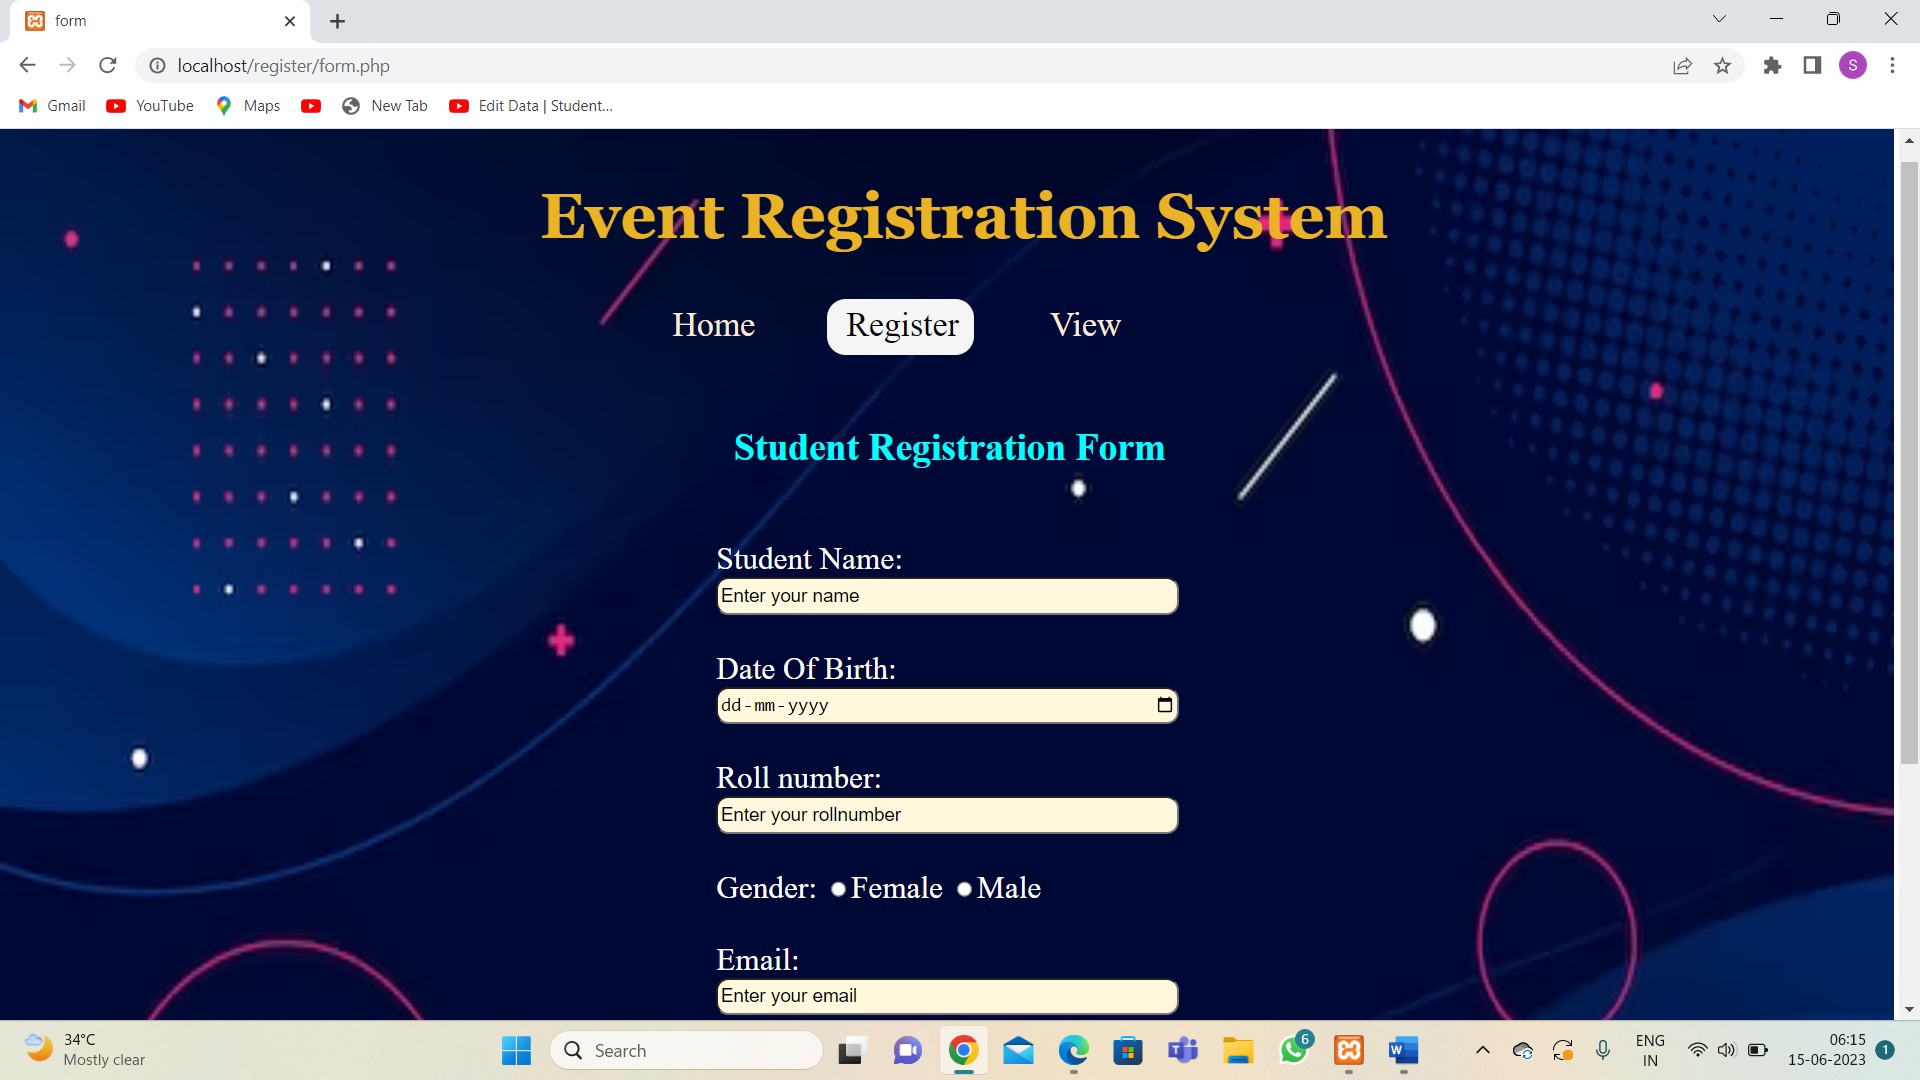 form
localhost/register/form.php
S
Gmail
YouTube
Maps
New Tab
Edit Data | Student...
Event Registration System
Home
Register
View
Student Registration Form
Student Name:
Enter your name
Date Of Birth:
dd-mm-yyyy
Roll number:
Enter your rollnumber
Gender: Female Male
Email:
Enter your email
34°C
Mostly clear
Search
6
ENG
IN
06:15
15-06-2023
1